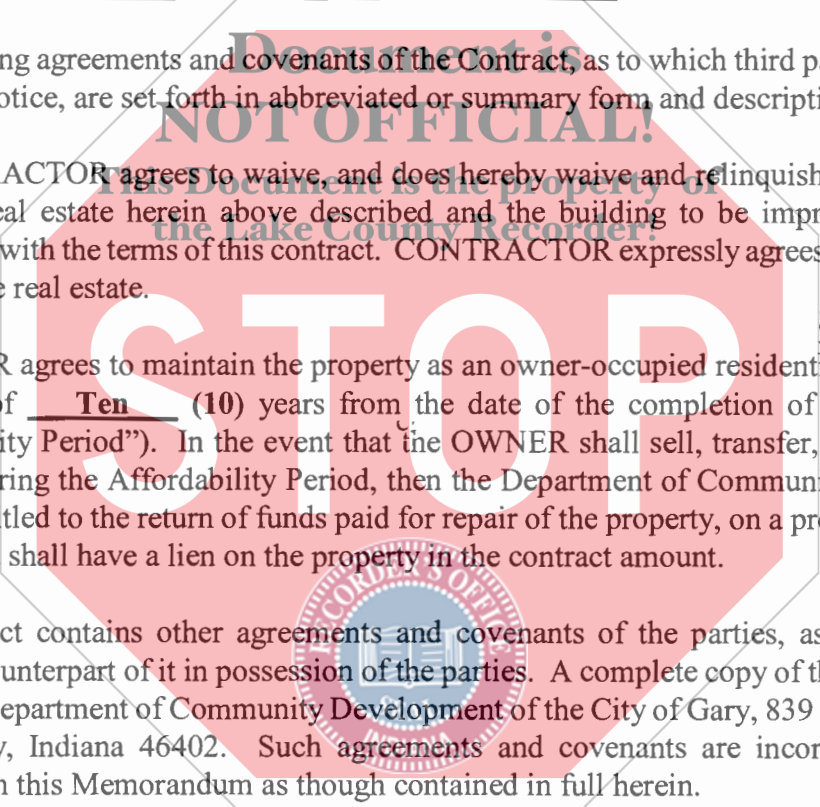 Document is
ng agreements and covenants of the Contract, as to which third p
otice, are set forth in abbreviated or summary form and descripti
NOT OFFICIAL!
ACTOR agrees to waive, and does hereby waive and relinquish
This Document is the property of
eal estate herein above described and the building to be impr
the Lake County Recorder!
with the terms of this contract. CONTRACTOR expressly agrees
e real estate.
STOP
R agrees to maintain the property as an owner-occupied resident
of Ten (10) years from the date of the completion of
ity Period”). In the event that the OWNER shall sell, transfer,
ring the Affordability Period, then the Department of Communi
tled to the return of funds paid for repair of the property, on a pr
shall have a lien on the property in the contract amount.
RECORDER'S OFFICE
ct contains other agreements and covenants of the parties, as
unterpart of it in possession of the parties. A complete copy of th
epartment of Community Development of the City of Gary, 839
SEAL
y, Indiana 46402. Such agreements and covenants are incor
INDIANA
n this Memorandum as though contained in full herein.